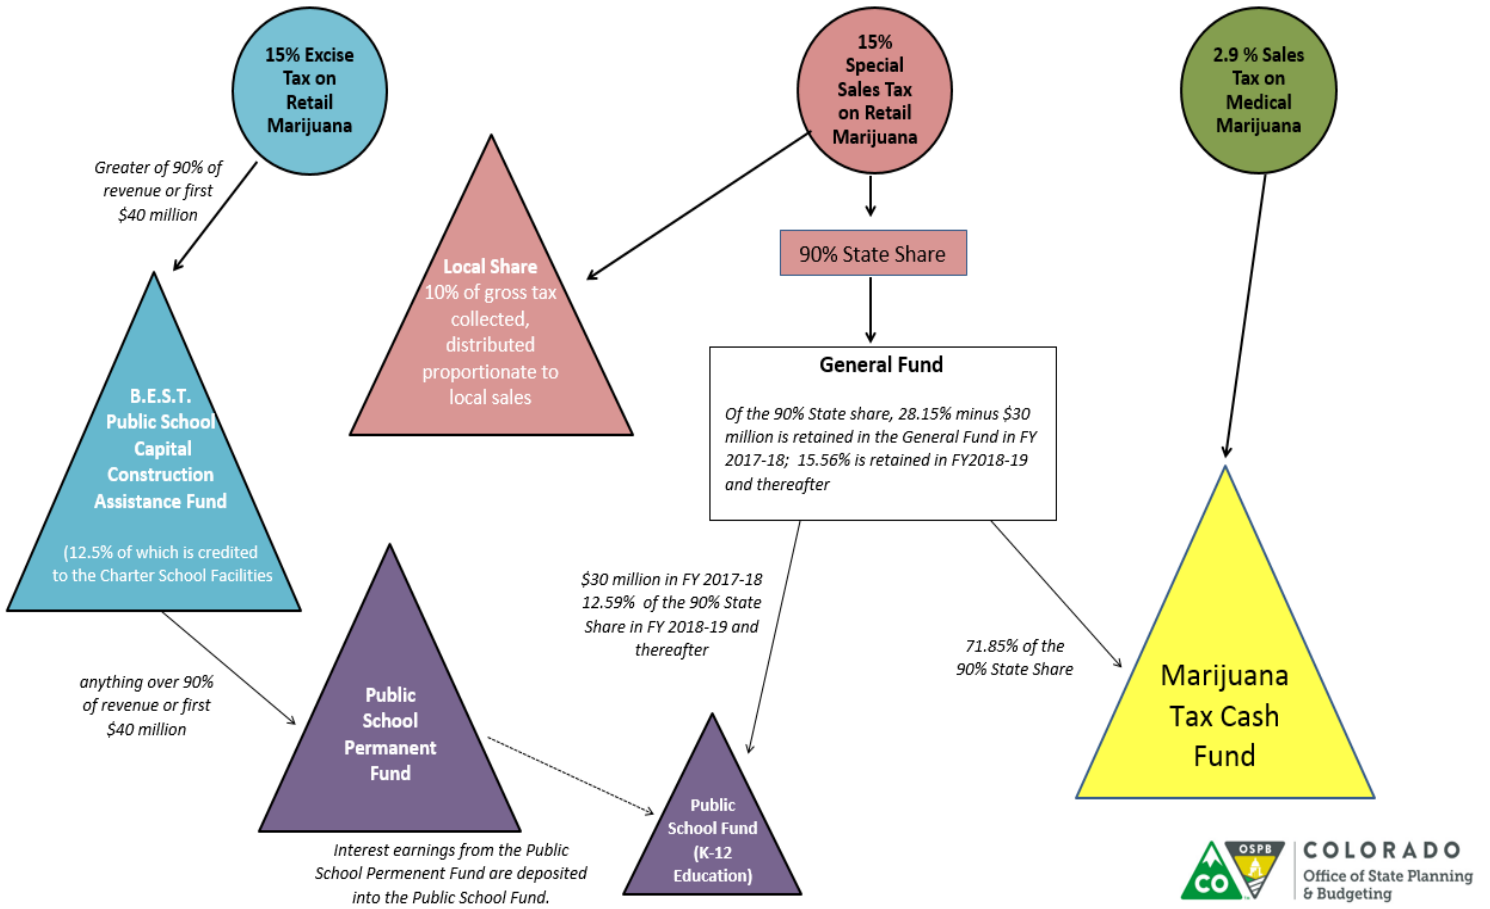 15% Excise
Tax on
Retail
Marijuana
15%
Special
Sales Tax
on Retail
Marijuana
2.9 % Sales
Tax on
Medical
Marijuana
Greater of 90% of
revenue or first
$40 million
Local Share
10% of gross tax
collected,
distributed
proportionate to
local sales
90% State Share
General Fund
Of the 90% State share, 28.15% minus $30
million is retained in the General Fund in FY
2017-18; 15.56% is retained in FY2018-19
and thereafter
B.E.S.T.
Public School
Capital
Construction
Assistance Fund
(12.5% of which is credited
to the Charter School Facilities
$30 million in FY 2017-18
12.59% of the 90% State
Share in FY 2018-19 and
thereafter
71.85% of the
90% State Share
anything over 90%
of revenue or first
$40 million
Public
School
Permanent
Fund
Marijuana
Tax Cash
Fund
Public
School Fund
(K-12
Education)
Interest earnings from the Public
School Permenent Fund are deposited
into the Public School Fund.
CO
OSPB
COLORADO
Office of State Planning
& Budgeting